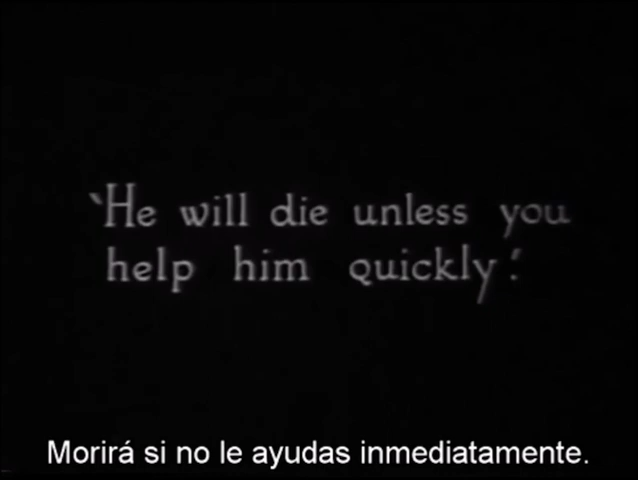 'He will die unless you
help him quickly.'
Morirá si no le ayudas inmediatamente.